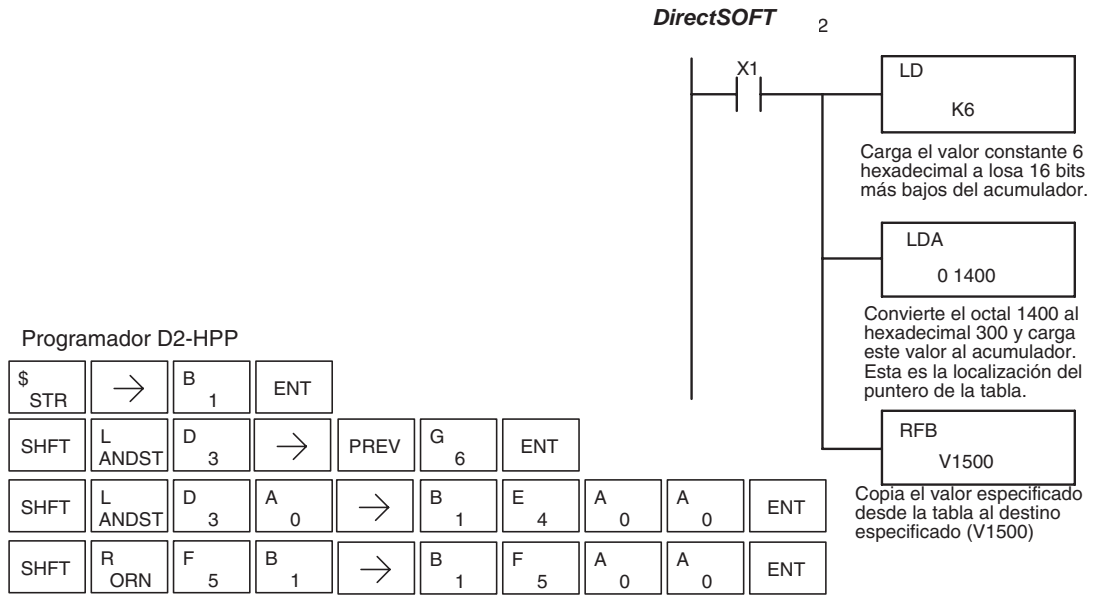 DirectSOFT 2
X1
LD
K6
Carga el valor constante 6
hexadecimal a losa 16 bits
más bajos del acumulador.
LDA
0 1400
Convierte el octal 1400 al
hexadecimal 300 y carga
este valor al acumulador.
Esta es la localización del
puntero de la tabla.
RFB
V1500
Copia el valor especificado
desde la tabla al destino
especificado (V1500)
Programador D2-HPP
$ STR → B 1 ENT
SHFT L ANDST D 3 → PREV G 6 ENT
SHFT L ANDST D 3 A 0 → B 1 E 4 A 0 A 0 ENT
SHFT R ORN F 5 B 1 → B 1 F 5 A 0 A 0 ENT